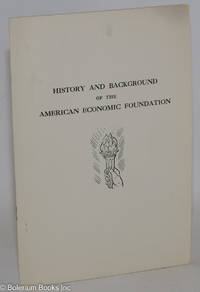 HISTORY AND BACKGROUND
OF THE
AMERICAN ECONOMIC FOUNDATION
© Bolerium Books Inc.